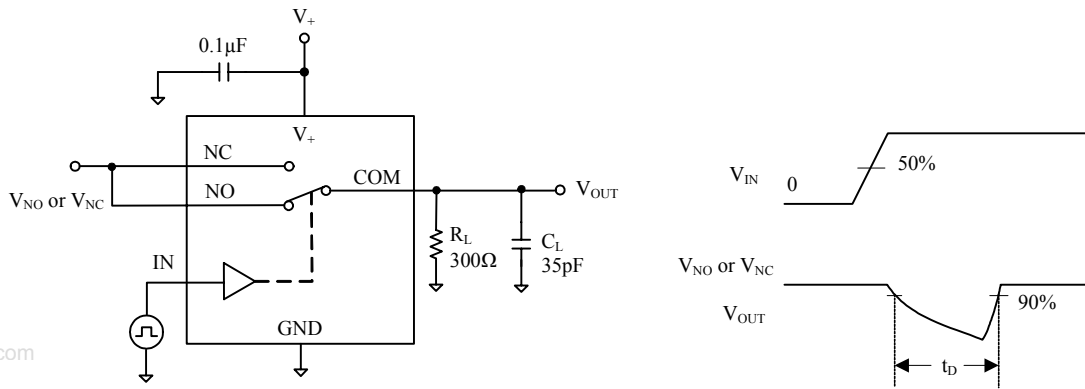 V+
0.1µF
V+
NC
NO
COM
VNO or VNC
VOUT
RL
300Ω
CL
35pF
IN
GND
com
VIN
0
50%
VNO or VNC
VOUT
90%
tD